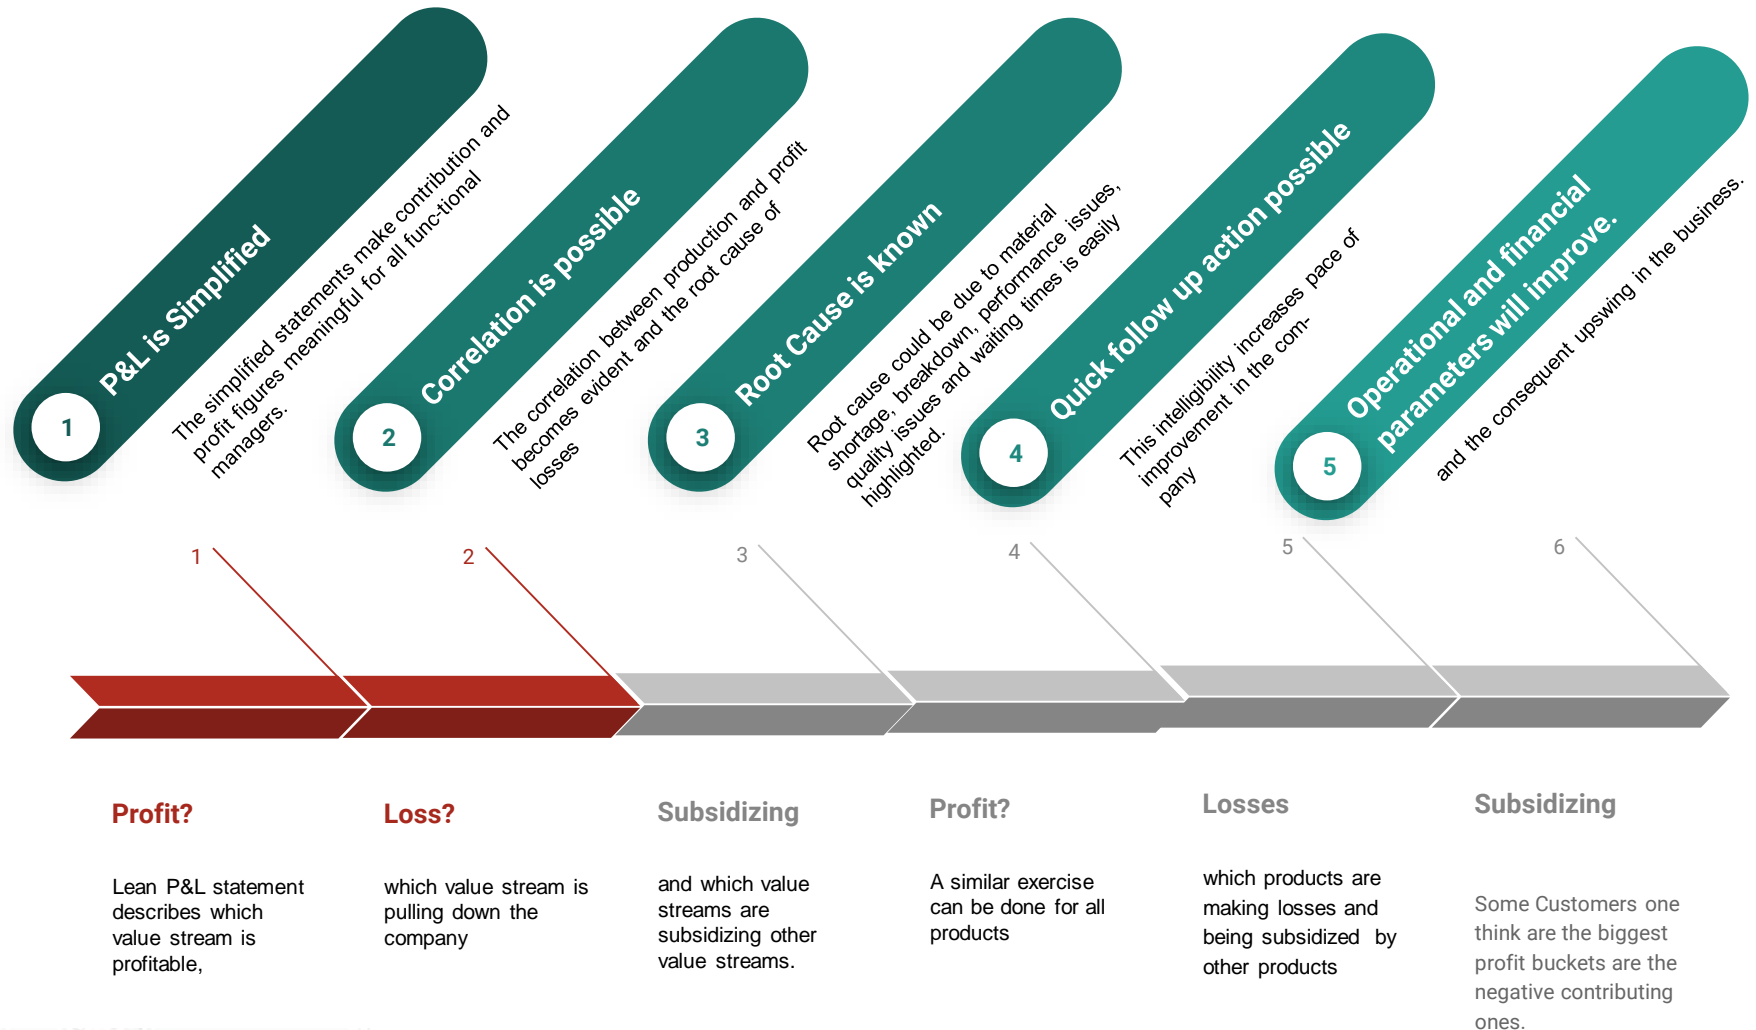 1
P&L is Simplified
The simplified statements make contribution and
profit figures meaningful for all func-tional
managers.
2
Correlation is possible
The correlation between production and profit
becomes evident and the root cause of
losses
3
Root Cause is known
Root cause could be due to material
shortage, breakdown, performance issues,
quality issues and waiting times is easily
highlighted.
4
Quick follow up action possible
This intelligibility increases pace of
improvement in the com-
pany
5
Operational and financial
parameters will improve.
and the consequent upswing in the business.
1
2
3
4
5
6
Profit?
Lean P&L statement
describes which
value stream is
profitable,
Loss?
which value stream is
pulling down the
company
Subsidizing
and which value
streams are
subsidizing other
value streams.
Profit?
A similar exercise
can be done for all
products
Losses
which products are
making losses and
being subsidized by
other products
Subsidizing
Some Customers one
think are the biggest
profit buckets are the
negative contributing
ones.